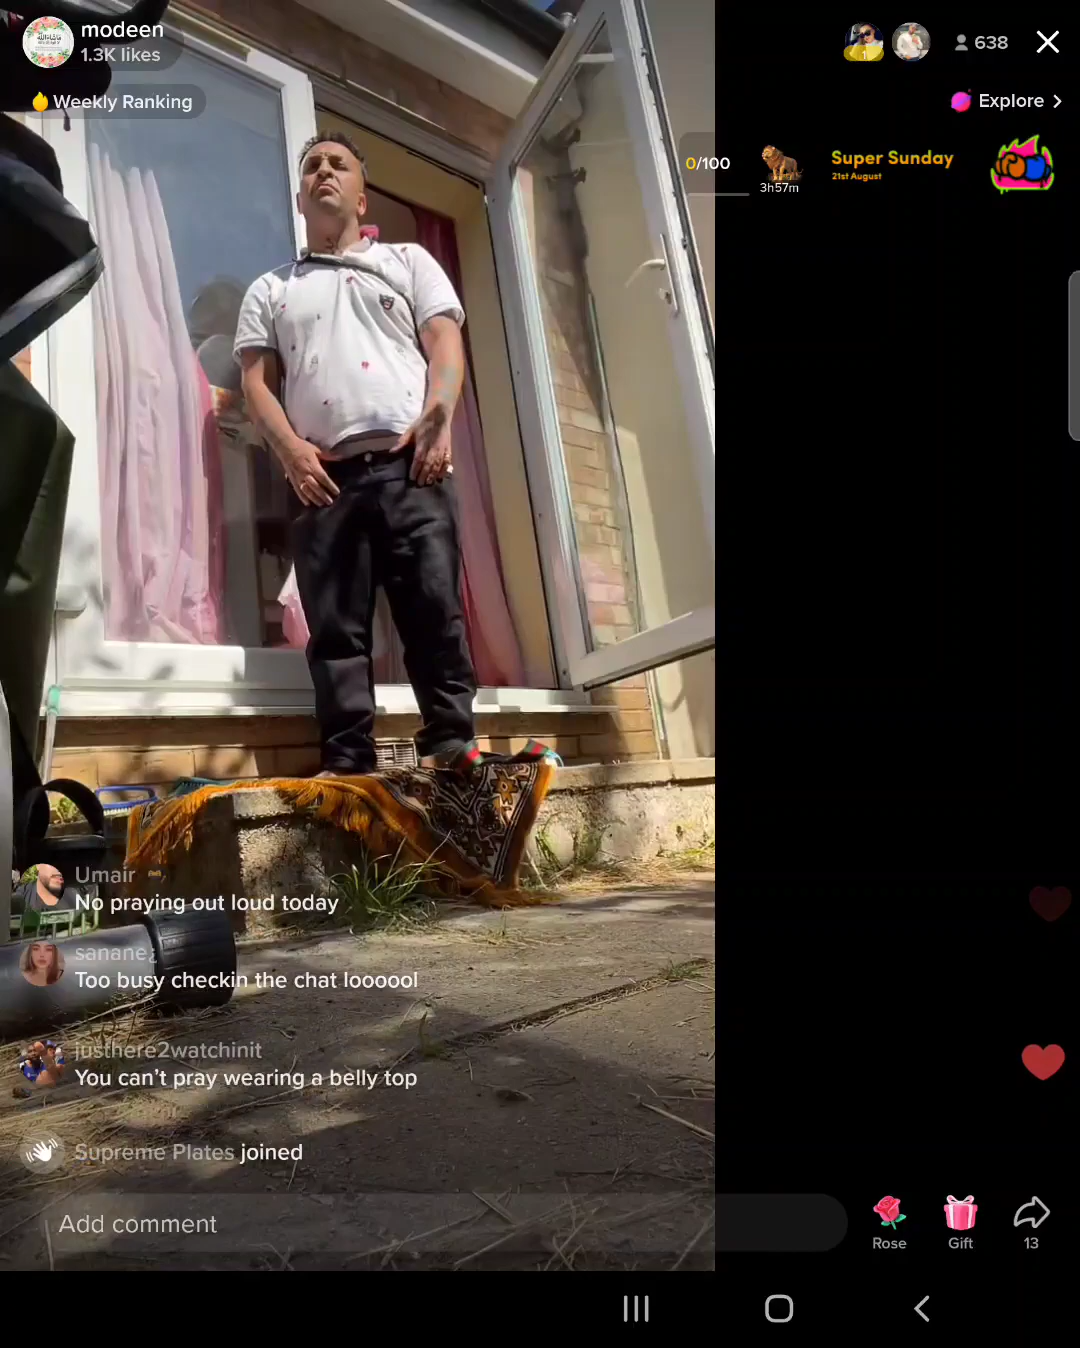 modeen
1.3K likes
638
Weekly Ranking
Explore
0/100
3h57m
Super Sunday
21st August
1
Umair
No praying out loud today
sanane
Too busy checkin the chat loooool
justhere2watchinit
You can't pray wearing a belly top
Supreme Plates joined
Add comment
Rose
Gift
13